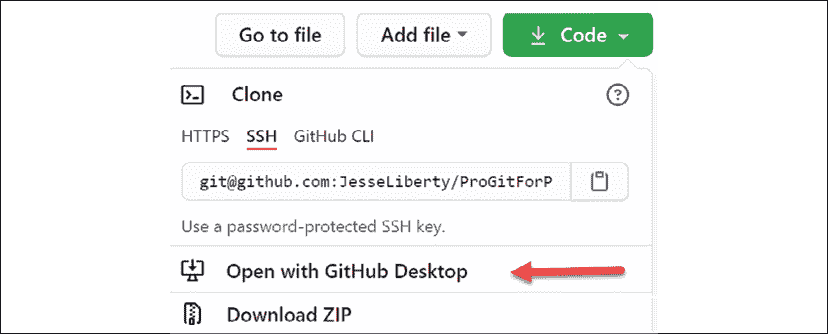 Go to file Add file Code
Clone
HTTPS SSH GitHub CLI
git@github.com:JesseLiberty/ProGitForP
Use a password-protected SSH key.
Open with GitHub Desktop
Download ZIP